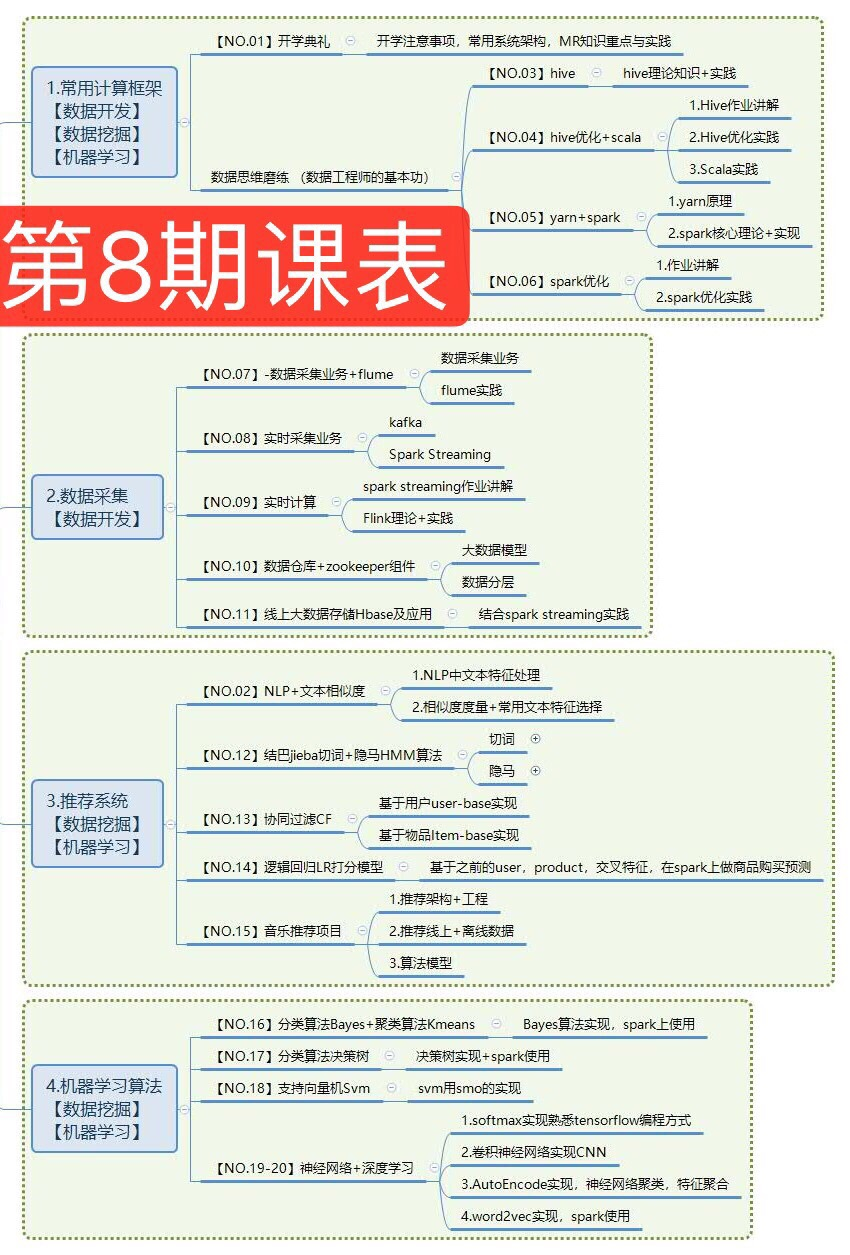 1.常用计算框架
【数据开发】
【数据挖掘】
【机器学习】
【NO.01】开学典礼
开学注意事项，常用系统架构，MR知识重点与实践
数据思维磨练 （数据工程师的基本功）
【NO.03】hive
hive理论知识+实践
【NO.04】hive优化+scala
1.Hive作业讲解
2.Hive优化实践
3.Scala实践
【NO.05】yarn+spark
1.yarn原理
2.spark核心理论+实现
【NO.06】spark优化
1.作业讲解
2.spark优化实践
第8期课表
2.数据采集
【数据开发】
【NO.07】-数据采集业务+flume
数据采集业务
flume实践
【NO.08】实时采集业务
kafka
Spark Streaming
【NO.09】实时计算
spark streaming作业讲解
Flink理论+实践
【NO.10】数据仓库+zookeeper组件
大数据模型
数据分层
【NO.11】线上大数据存储Hbase及应用
结合spark streaming实践
3.推荐系统
【数据挖掘】
【机器学习】
【NO.02】NLP+文本相似度
1.NLP中文本特征处理
2.相似度度量+常用文本特征选择
【NO.12】结巴jieba切词+隐马HMM算法
切词
隐马
【NO.13】协同过滤CF
基于用户user-base实现
基于物品Item-base实现
【NO.14】逻辑回归LR打分模型
基于之前的user，product，交叉特征，在spark上做商品购买预测
【NO.15】音乐推荐项目
1.推荐架构+工程
2.推荐线上+离线数据
3.算法模型
4.机器学习算法
【数据挖掘】
【机器学习】
【NO.16】分类算法Bayes+聚类算法Kmeans
Bayes算法实现，spark上使用
【NO.17】分类算法决策树
决策树实现+spark使用
【NO.18】支持向量机Svm
svm用smo的实现
【NO.19-20】神经网络+深度学习
1.softmax实现熟悉tensorflow编程方式
2.卷积神经网络实现CNN
3.AutoEncode实现，神经网络聚类，特征聚合
4.word2vec实现，spark使用